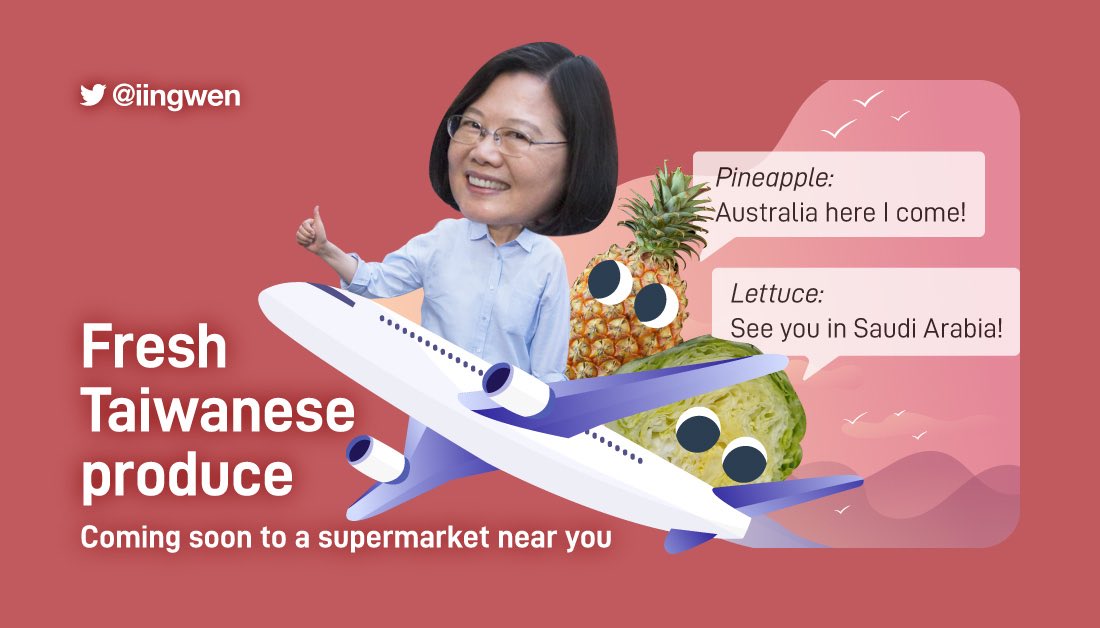 @iingwen
Pineapple:
Australia here I come!
Lettuce:
See you in Saudi Arabia!
Fresh
Taiwanese
produce
Coming soon to a supermarket near you